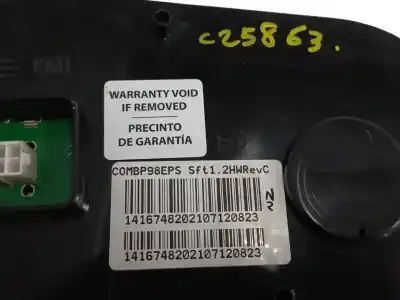 C25863.
WARRANTY VOID
IF REMOVED
PRECINTO
DE GARANTÍA
COMBP98EPS Sft1.2HWRevC
1416748202107120823
1416748202107120823